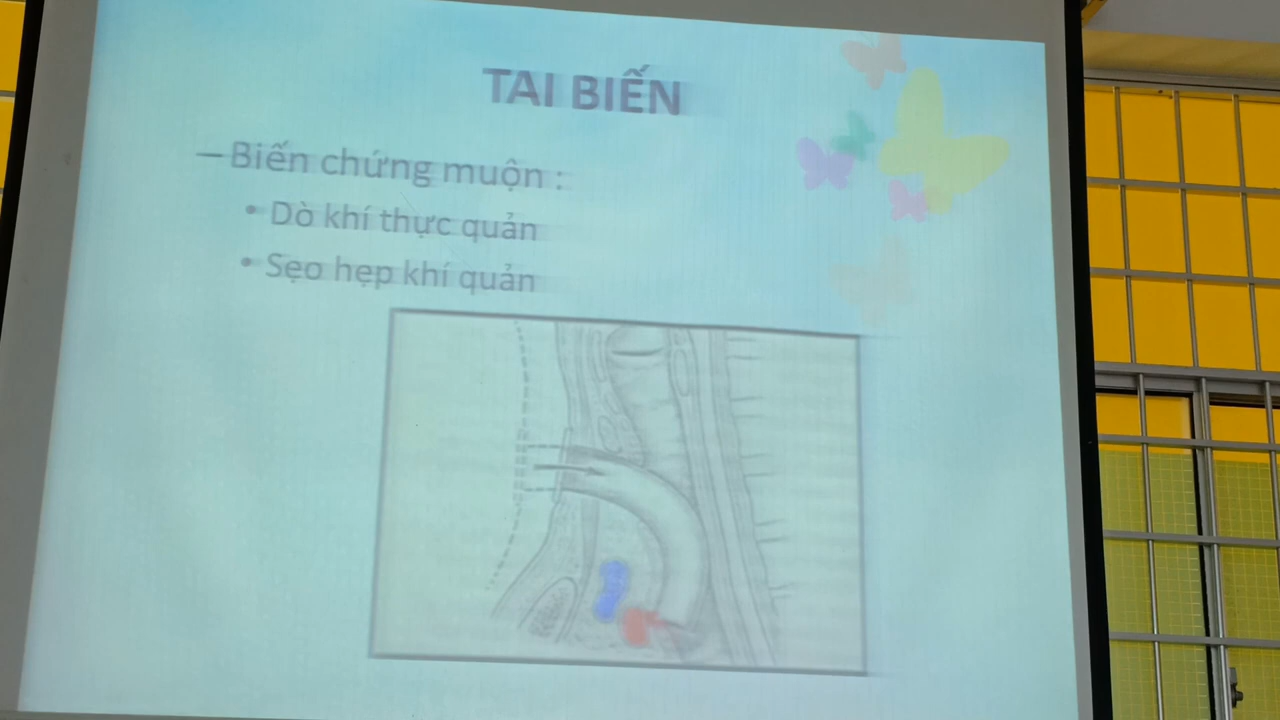 TAI BIẾN
– Biến chứng muộn :
• Dò khí thực quản
• Sẹo hẹp khí quản